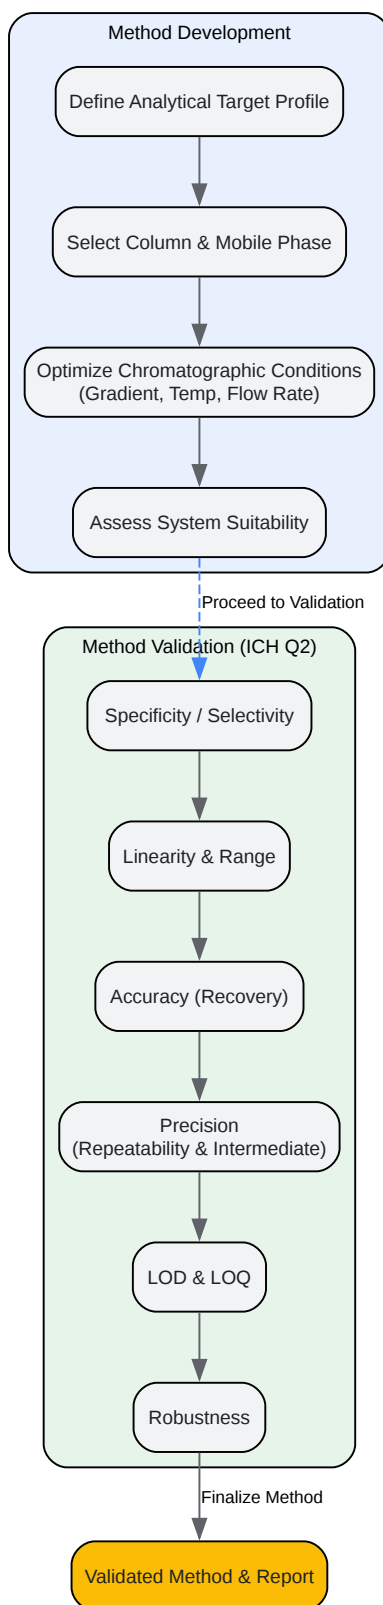 Method Development
Define Analytical Target Profile
Select Column & Mobile Phase
Optimize Chromatographic Conditions
(Gradient, Temp, Flow Rate)
Assess System Suitability
Proceed to Validation
Method Validation (ICH Q2)
Specificity / Selectivity
Linearity & Range
Accuracy (Recovery)
Precision
(Repeatability & Intermediate)
LOD & LOQ
Robustness
Finalize Method
Validated Method & Report